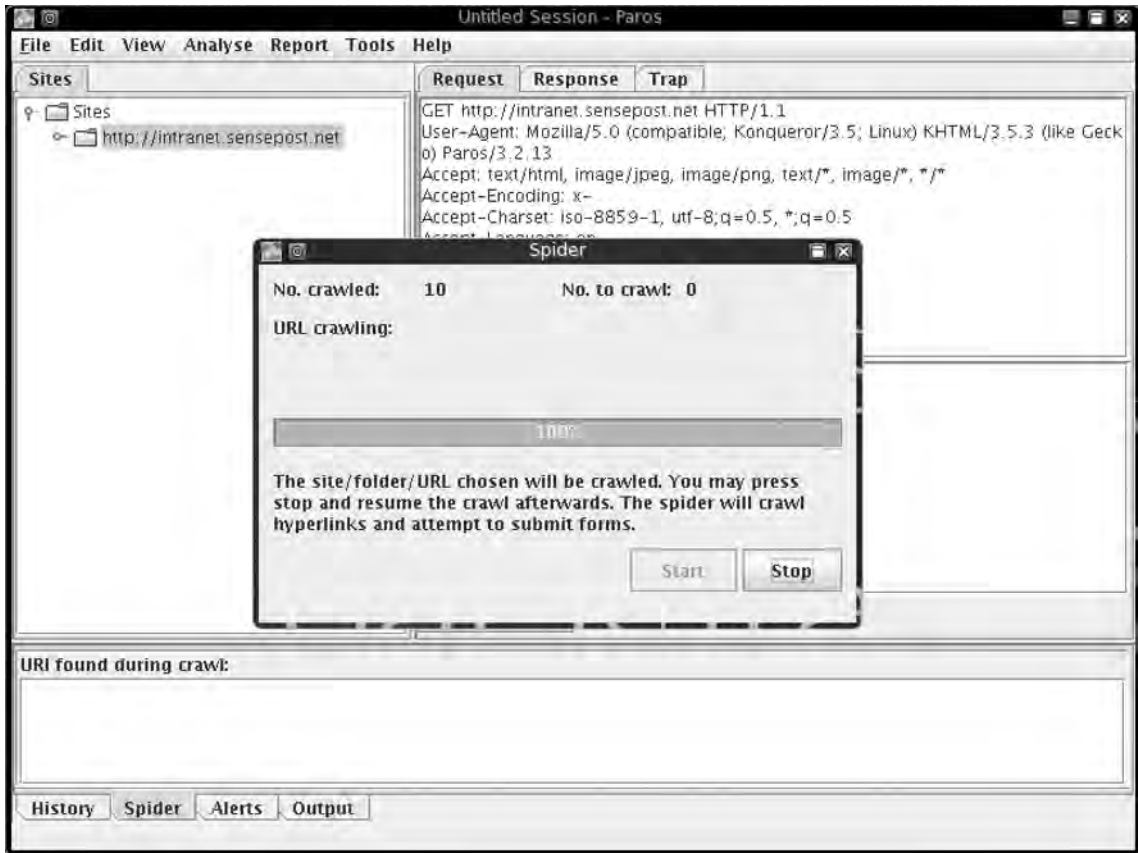 Untitled Session - Paros
File Edit View Analyse Report Tools Help
Sites
Request Response Trap
Sites
http://intranet.sensepost.net
GET http://intranet.sensepost.net HTTP/1.1
User-Agent: Mozilla/5.0 (compatible; Konqueror/3.5; Linux) KHTML/3.5.3 (like Geck
o) Paros/3.2.13
Accept: text/html, image/jpeg, image/png, text/*, image/*, */*
Accept-Encoding: x-
Accept-Charset: iso-8859-1, utf-8;q=0.5, *;q=0.5
Accept-Language: en
Spider
No. crawled: 10 No. to crawl: 0
URL crawling:
100%
The site/folder/URL chosen will be crawled. You may press
stop and resume the crawl afterwards. The spider will crawl
hyperlinks and attempt to submit forms.
Start Stop
URI found during crawl:
History Spider Alerts Output